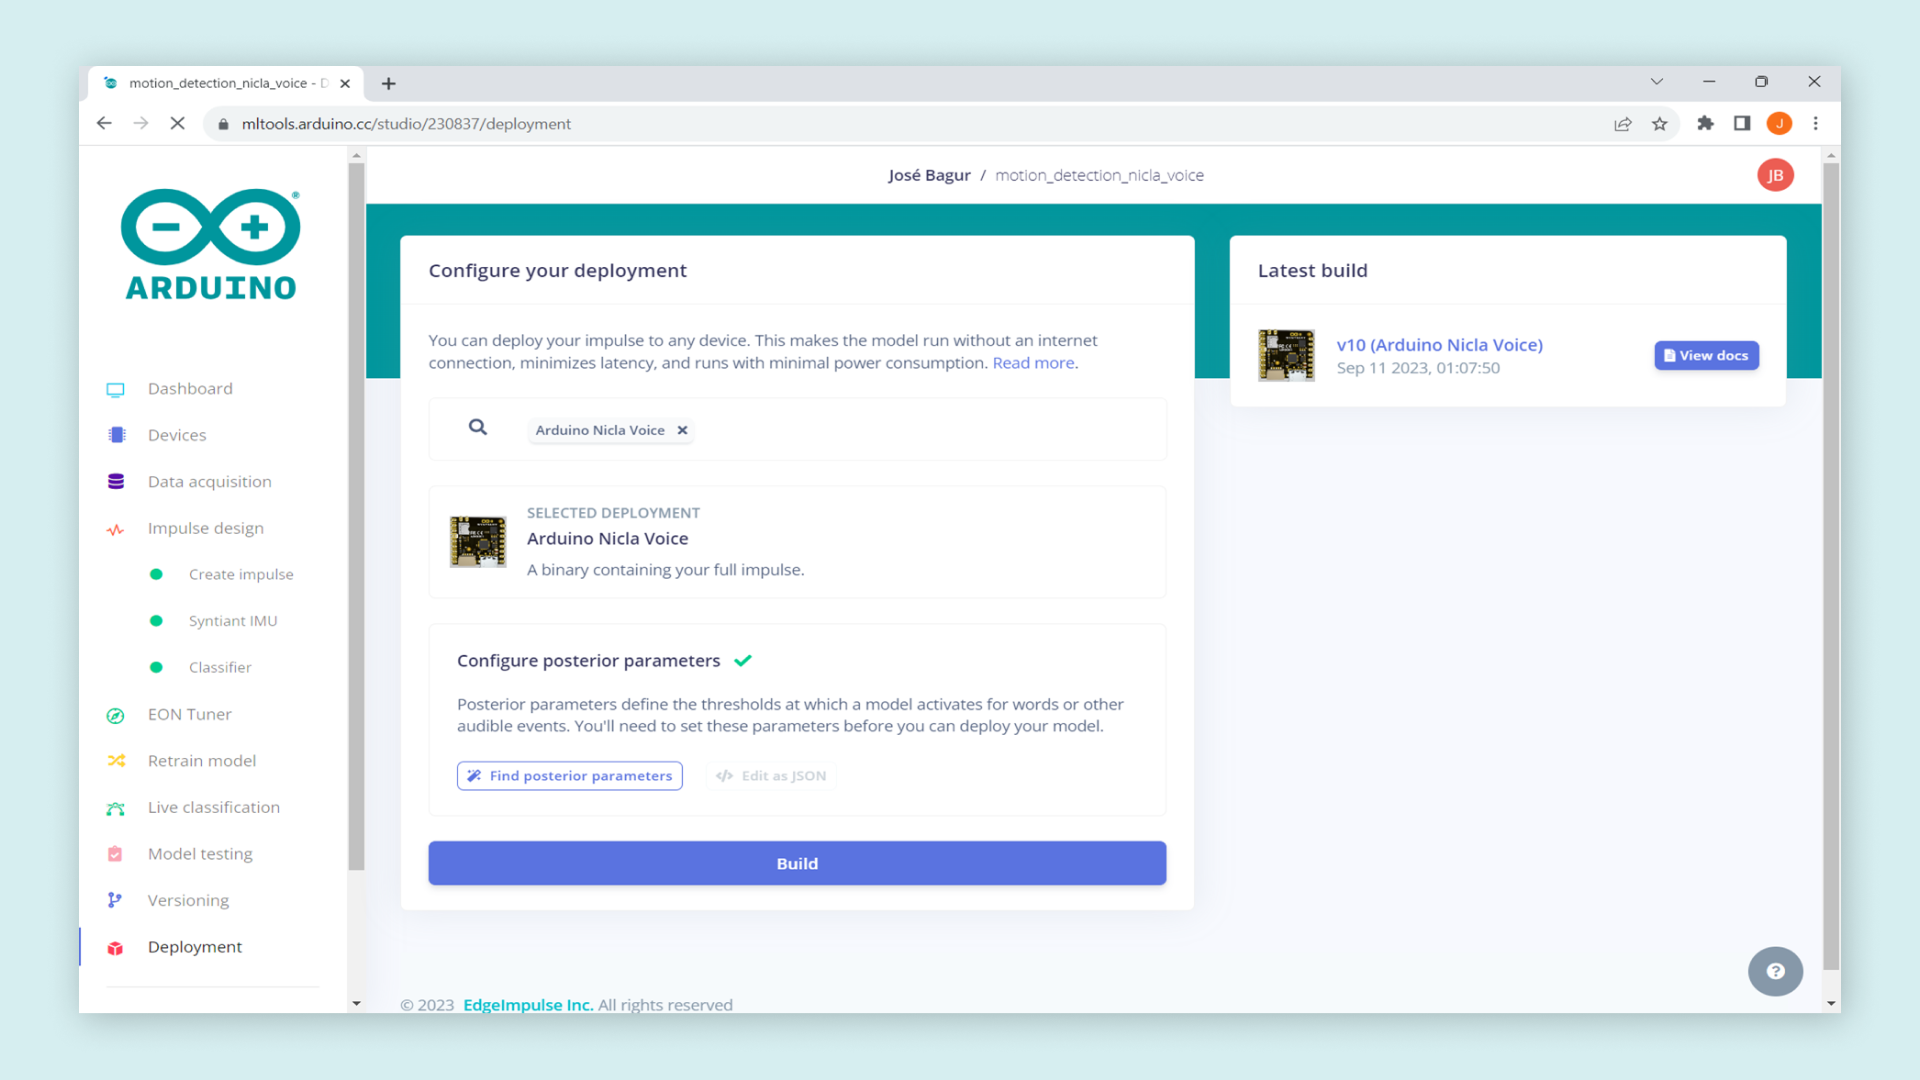 motion_detection_nicla_voice - D
mltools.arduino.cc/studio/230837/deployment
J
ARDUINO
®
Dashboard
Devices
Data acquisition
Impulse design
Create impulse
Syntiant IMU
Classifier
EON Tuner
Retrain model
Live classification
Model testing
Versioning
Deployment
José Bagur / motion_detection_nicla_voice
JB
Configure your deployment
You can deploy your impulse to any device. This makes the model run without an internet
connection, minimizes latency, and runs with minimal power consumption. Read more.
Arduino Nicla Voice
SELECTED DEPLOYMENT
Arduino Nicla Voice
A binary containing your full impulse.
Configure posterior parameters
Posterior parameters define the thresholds at which a model activates for words or other
audible events. You'll need to set these parameters before you can deploy your model.
Find posterior parameters
</> Edit as JSON
Build
Latest build
v10 (Arduino Nicla Voice)
Sep 11 2023, 01:07:50
View docs
© 2023 EdgeImpulse Inc. All rights reserved
?